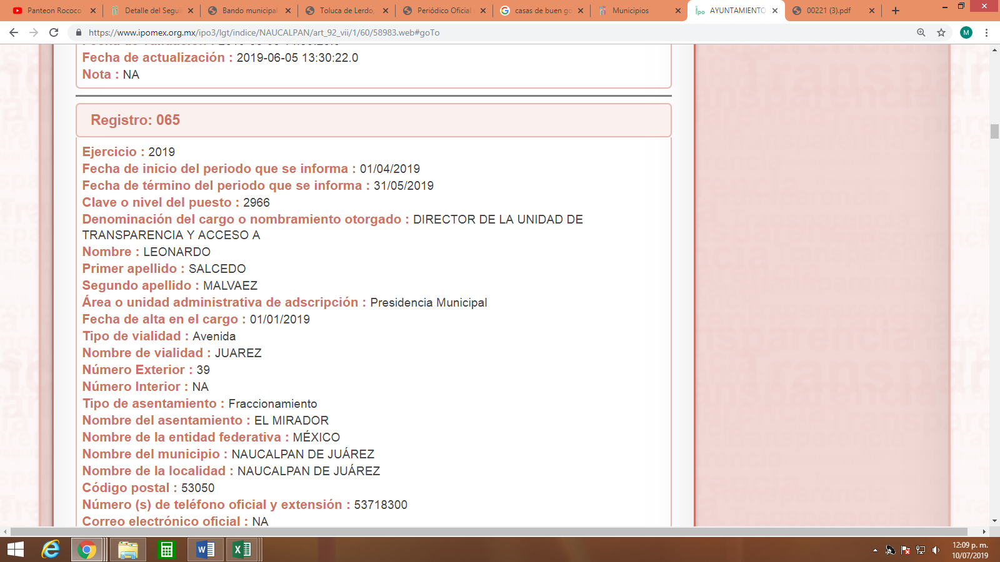 Panteon Rococo
Detalle del Segui
Bando municipal
Toluca de Lerdo,
Periódico Oficial
casas de buen go
Municipios
AYUNTAMIENTO
00221 (3).pdf
https://www.ipomex.org.mx/ipo3/lgt/indice/NAUCALPAN/art_92_vii/1/60/58983.web#goTo
M
Fecha de actualización : 2019-06-05 13:30:22.0
Nota : NA
Registro: 065
Ejercicio : 2019
Fecha de inicio del periodo que se informa : 01/04/2019
Fecha de término del periodo que se informa : 31/05/2019
Clave o nivel del puesto : 2966
Denominación del cargo o nombramiento otorgado : DIRECTOR DE LA UNIDAD DE
TRANSPARENCIA Y ACCESO A
Nombre : LEONARDO
Primer apellido : SALCEDO
Segundo apellido : MALVAEZ
Área o unidad administrativa de adscripción : Presidencia Municipal
Fecha de alta en el cargo : 01/01/2019
Tipo de vialidad : Avenida
Nombre de vialidad : JUAREZ
Número Exterior : 39
Número Interior : NA
Tipo de asentamiento : Fraccionamiento
Nombre del asentamiento : EL MIRADOR
Nombre de la entidad federativa : MÉXICO
Nombre del municipio : NAUCALPAN DE JUÁREZ
Nombre de la localidad : NAUCALPAN DE JUÁREZ
Código postal : 53050
Número (s) de teléfono oficial y extensión : 53718300
Correo electrónico oficial : NA
12:09 p. m.
10/07/2019